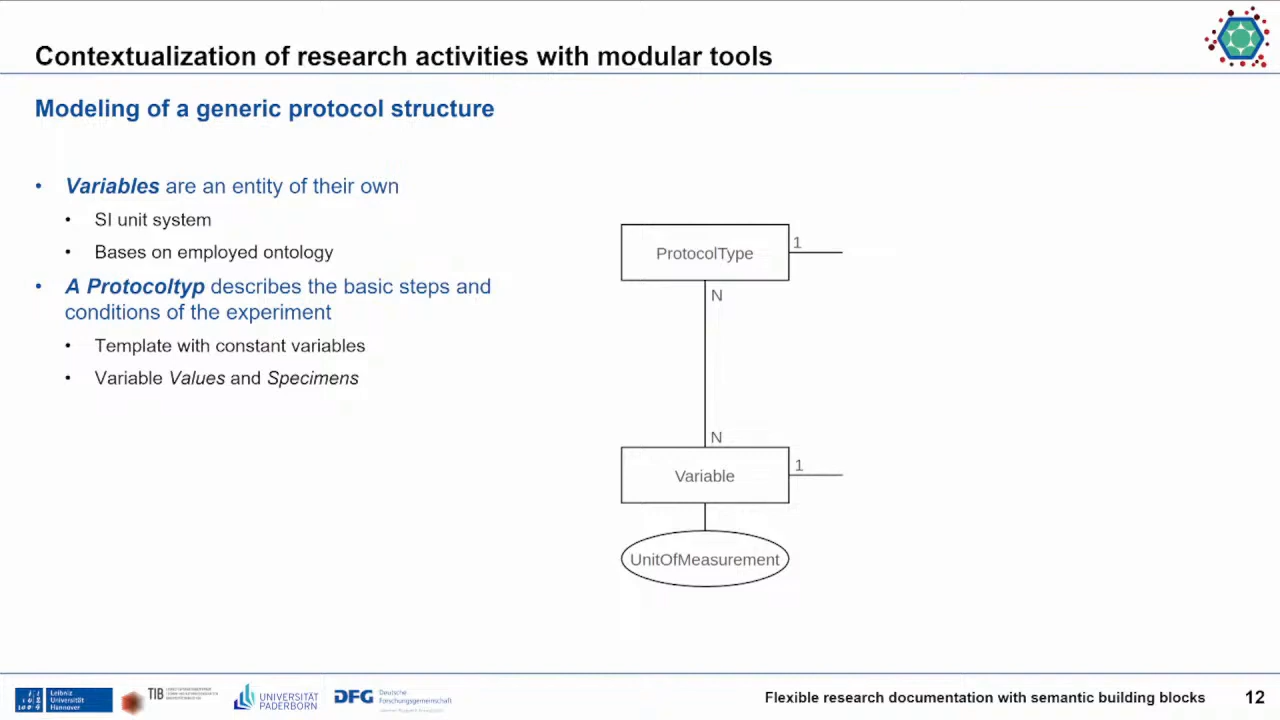 Contextualization of research activities with modular tools
Modeling of a generic protocol structure
• Variables are an entity of their own
• SI unit system
• Bases on employed ontology
• A Protocoltyp describes the basic steps and
conditions of the experiment
• Template with constant variables
• Variable Values and Specimens
ProtocolType
1
N
N
Variable
1
UnitOfMeasurement
Leibniz
Universität
Hannover
TIB
UNIVERSITÄT
PADERBORN
DFG
Deutsche
Forschungsgemeinschaft
Flexible research documentation with semantic building blocks
12